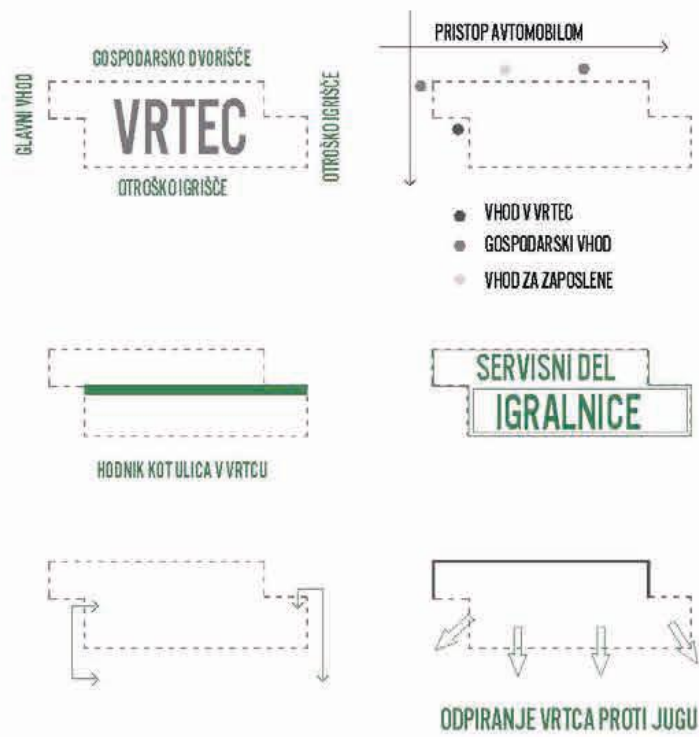 GOSPODARSKO DVORIŠČE
GLAVNI VHOD
VRTEC
OTROŠKO IGRIŠČE
OTROŠKO IGRIŠČE
PRISTOP AVTOMOBILOM
VHOD V VRTEC
GOSPODARSKI VHOD
VHOD ZA ZAPOSLENE
HODNIK KOT ULICA V VRTCU
SERVISNI DEL
IGRALNICE
ODPIRANJE VRTCA PROTI JUGU